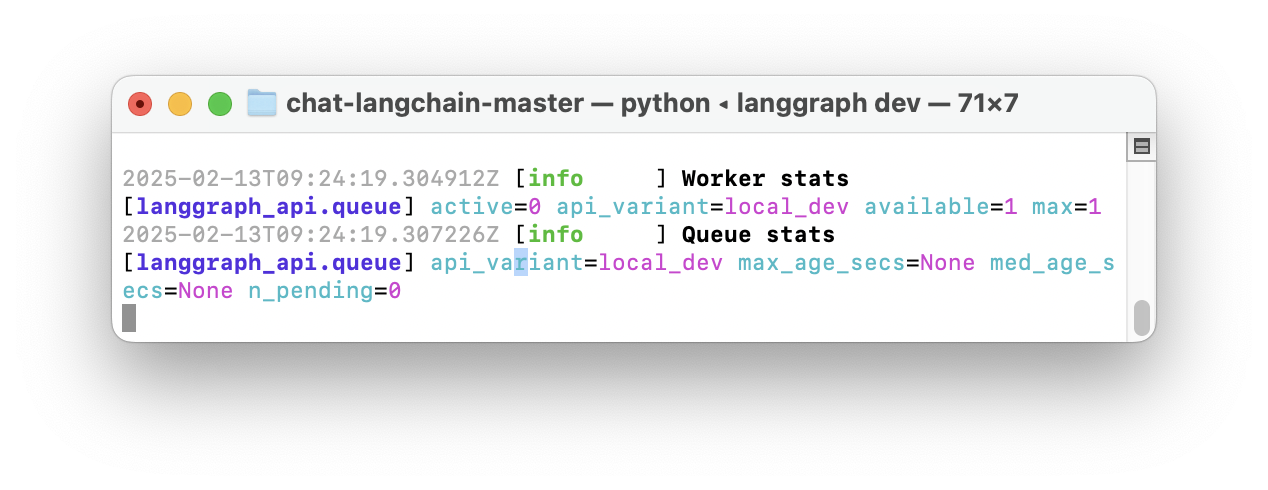 chat-langchain-master — python ◂ langgraph dev — 71×7
2025-02-13T09:24:19.304912Z [info     ] Worker stats
[langgraph_api.queue] active=0 api_variant=local_dev available=1 max=1
2025-02-13T09:24:19.307226Z [info     ] Queue stats
[langgraph_api.queue] api_variant=local_dev max_age_secs=None med_age_s
ecs=None n_pending=0